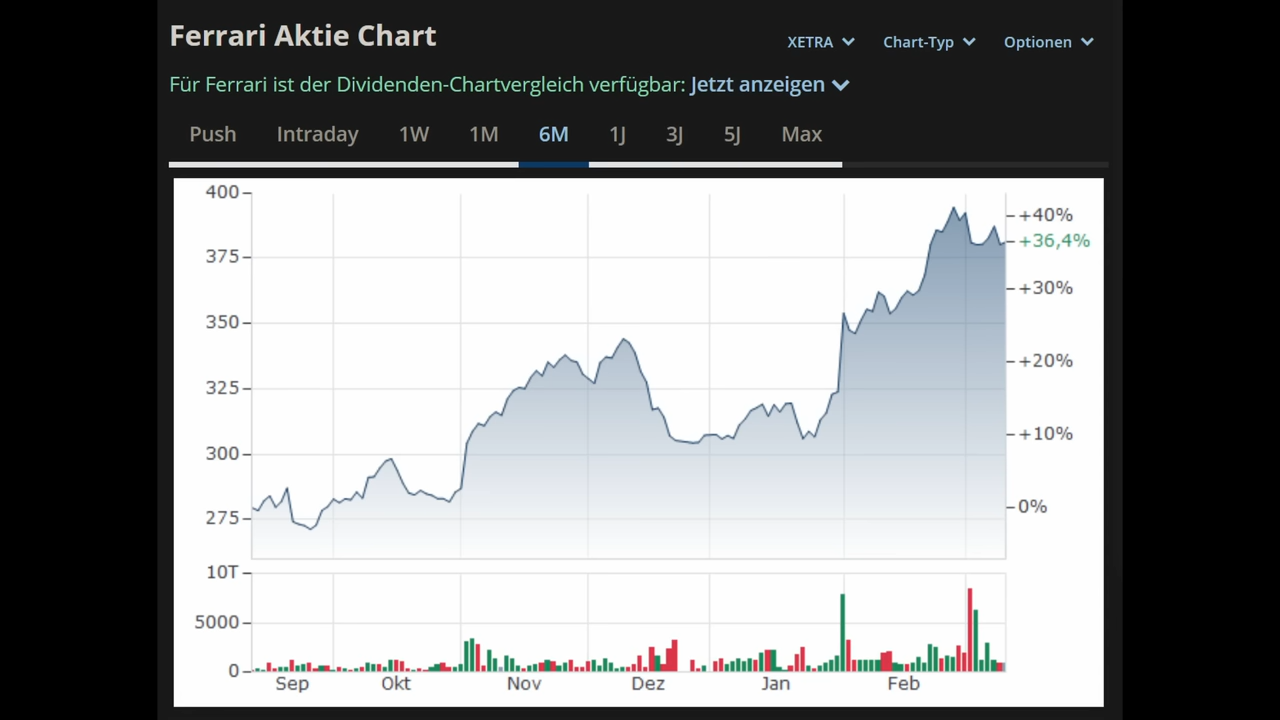 Ferrari Aktie Chart
XETRA Chart-Typ Optionen
Für Ferrari ist der Dividenden-Chartvergleich verfügbar: Jetzt anzeigen
Push Intraday 1W 1M 6M 1J 3J 5J Max
400
+40%
+36,4%
375
+30%
350
+20%
325
300
+10%
0%
275
10T
5000
0
Sep Okt Nov Dez Jan Feb